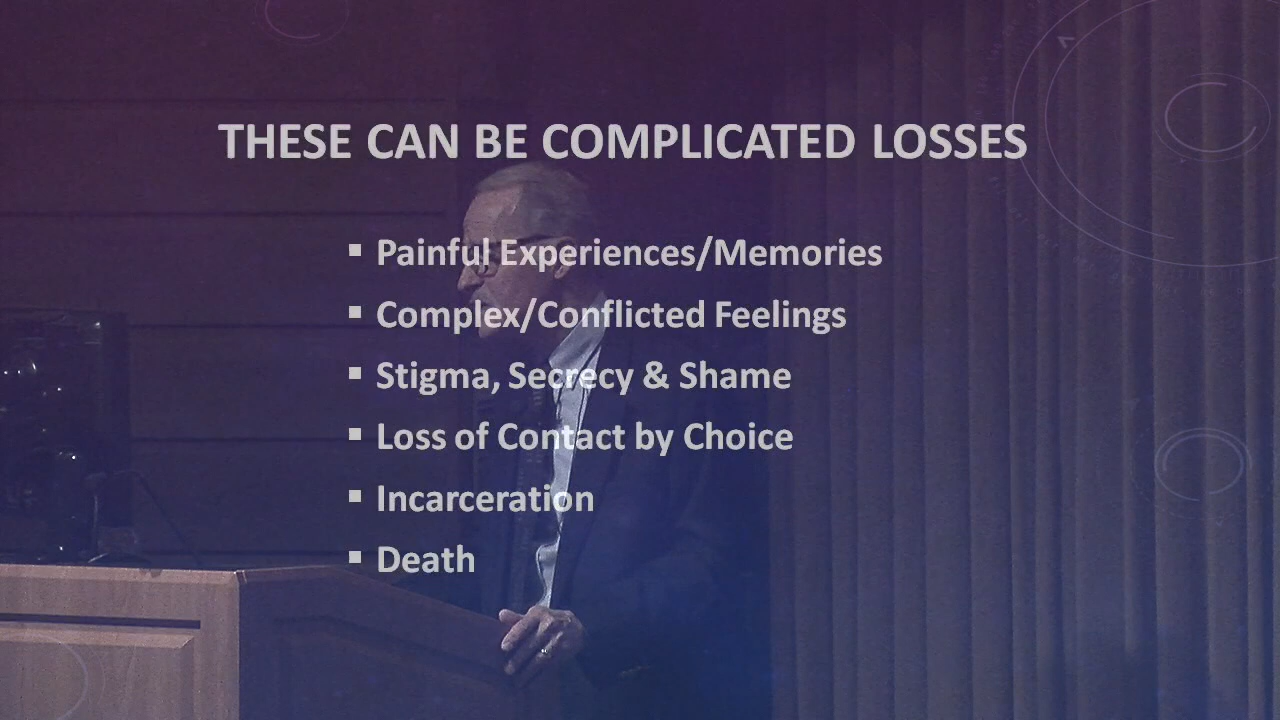 THESE CAN BE COMPLICATED LOSSES
▪ Painful Experiences/Memories
▪ Complex/Conflicted Feelings
▪ Stigma, Secrecy & Shame
▪ Loss of Contact by Choice
▪ Incarceration
▪ Death